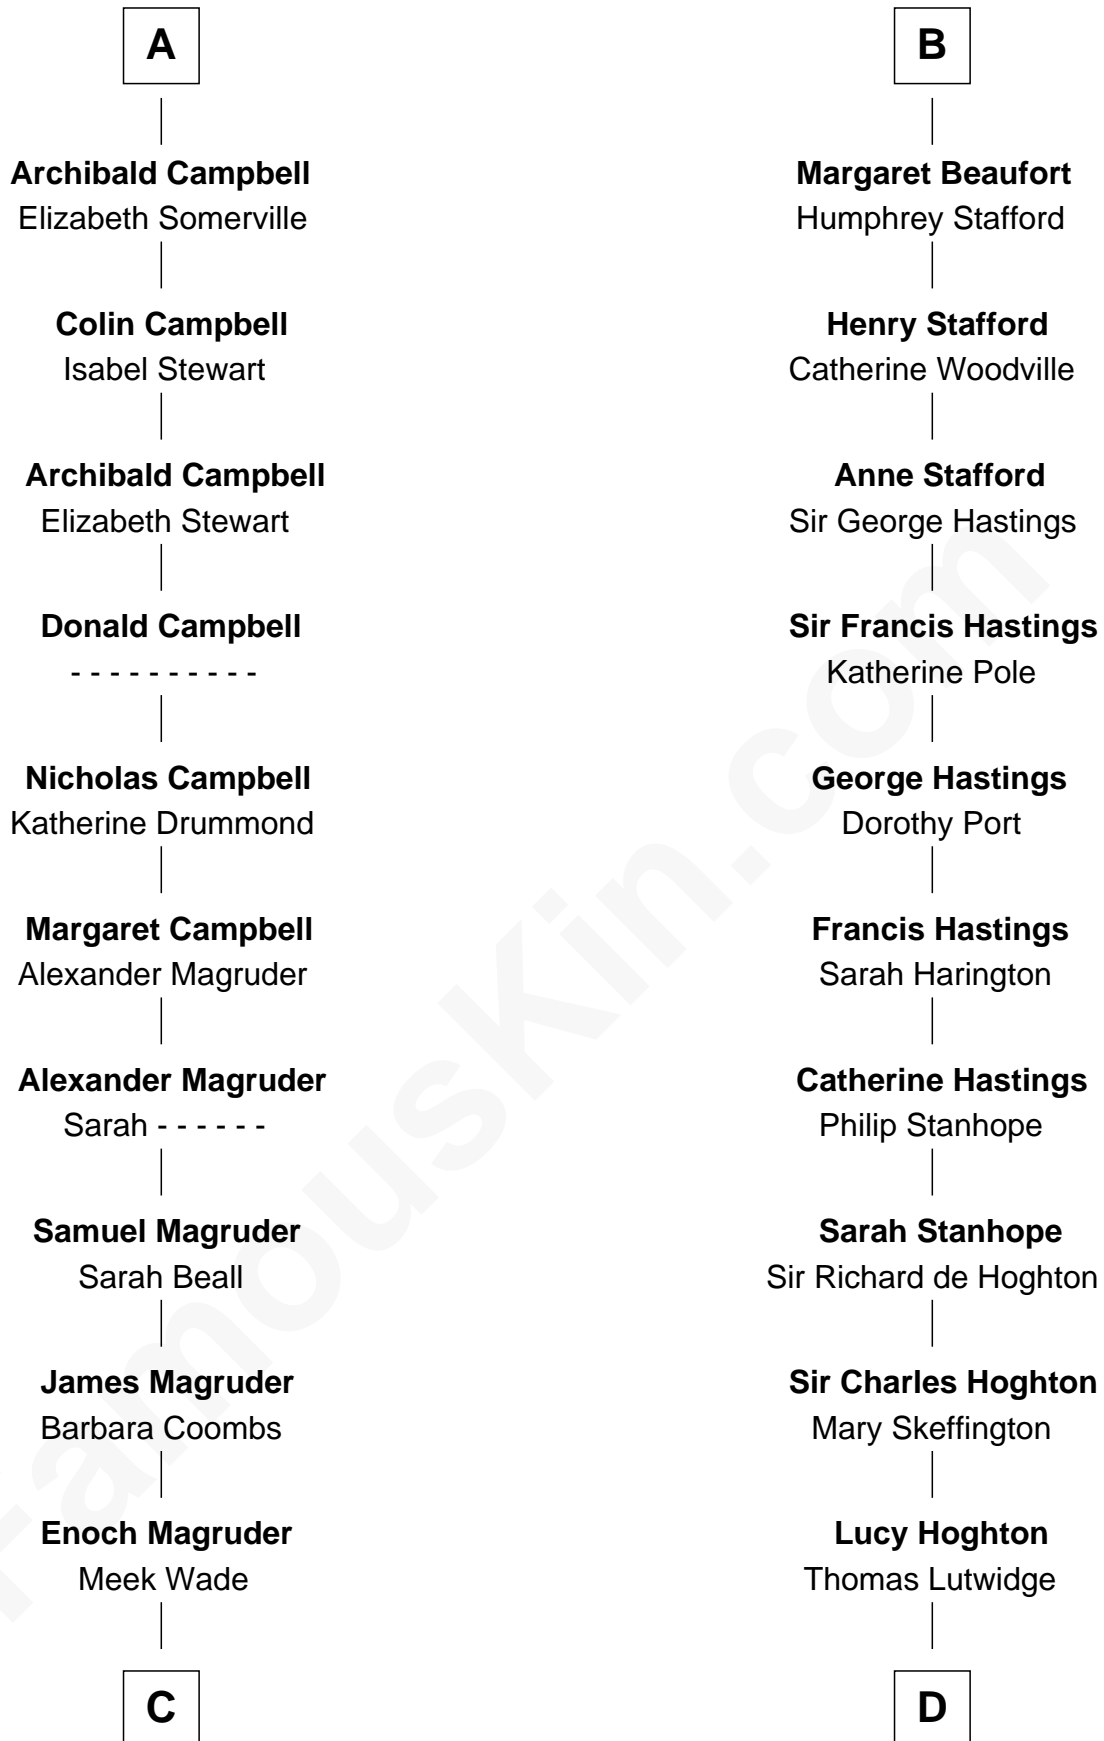 A
Archibald Campbell
Elizabeth Somerville
Colin Campbell
Isabel Stewart
Archibald Campbell
Elizabeth Stewart
Donald Campbell
- - - - - - - - - -
Nicholas Campbell
Katherine Drummond
Margaret Campbell
Alexander Magruder
Alexander Magruder
Sarah - - - - - -
Samuel Magruder
Sarah Beall
James Magruder
Barbara Coombs
Enoch Magruder
Meek Wade
C
B
Margaret Beaufort
Humphrey Stafford
Henry Stafford
Catherine Woodville
Anne Stafford
Sir George Hastings
Sir Francis Hastings
Katherine Pole
George Hastings
Dorothy Port
Francis Hastings
Sarah Harington
Catherine Hastings
Philip Stanhope
Sarah Stanhope
Sir Richard de Hoghton
Sir Charles Hoghton
Mary Skeffington
Lucy Hoghton
Thomas Lutwidge
D
FamousKin.com